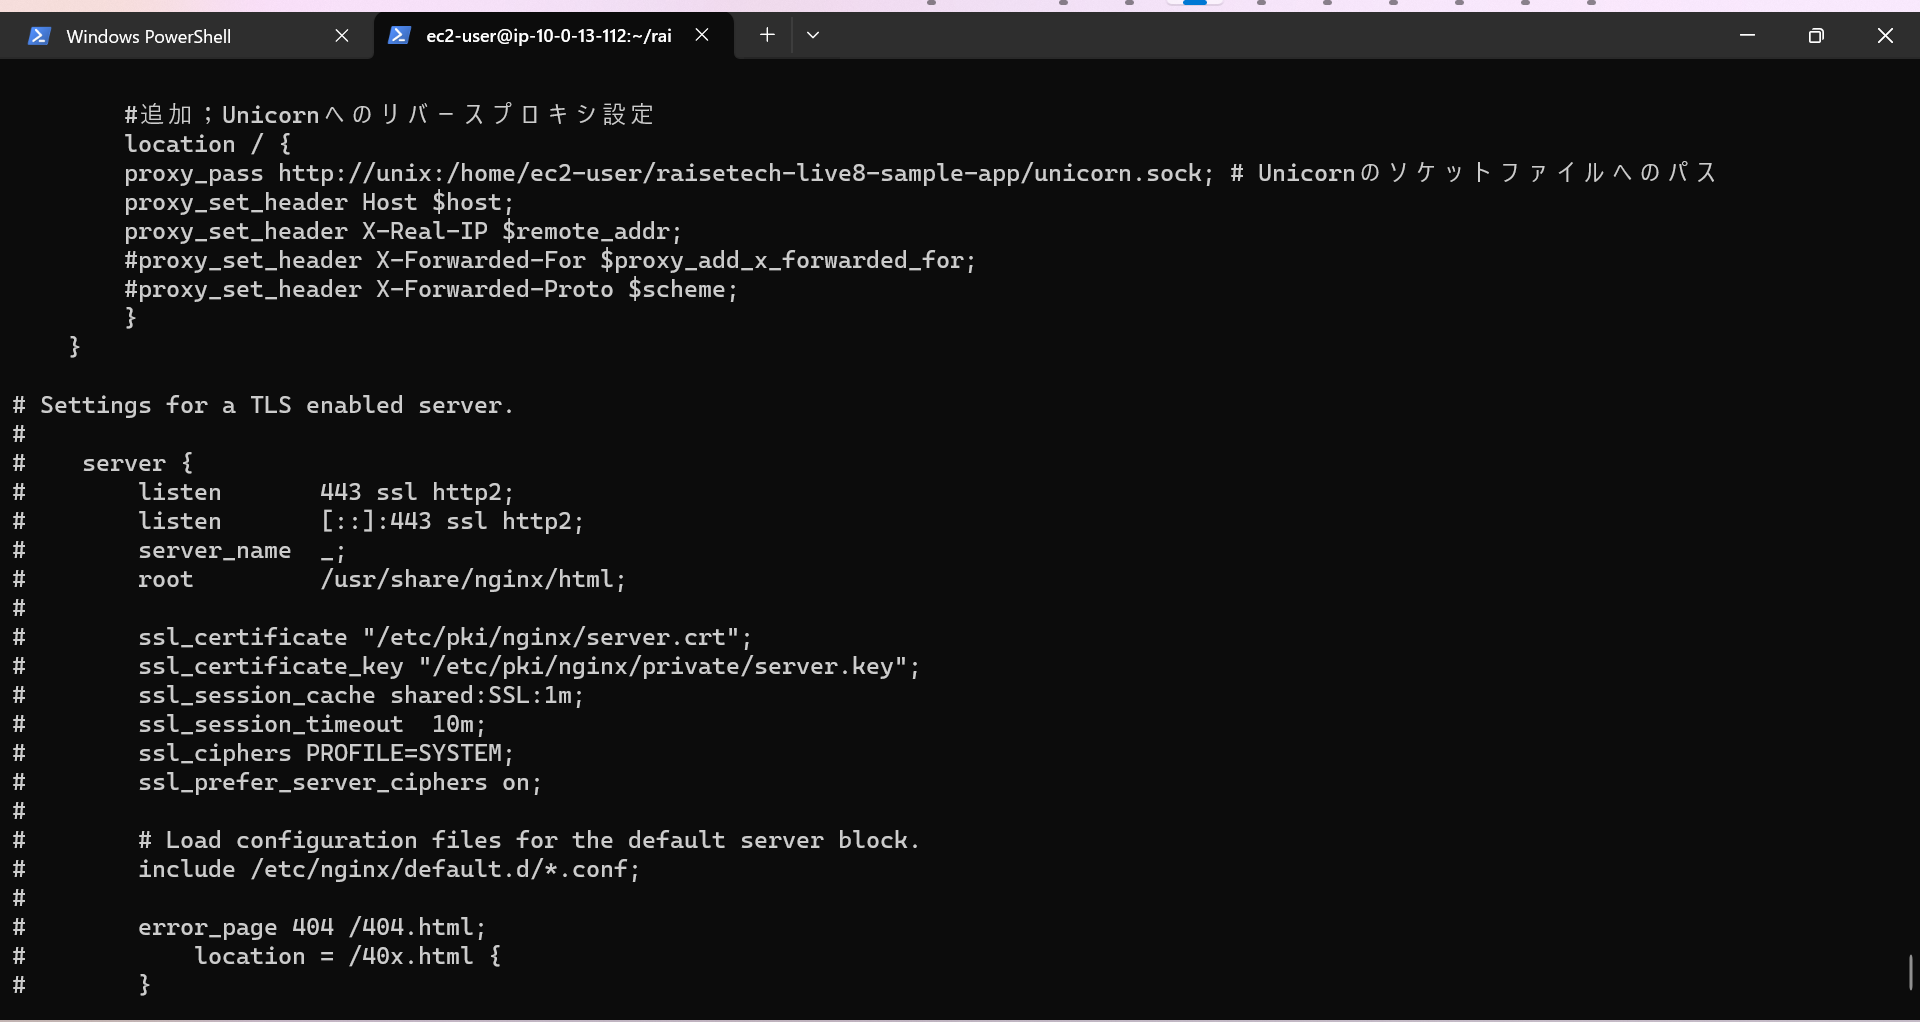 Windows PowerShell
ec2-user@ip-10-0-13-112:~/rai
#追加；Unicornへのリバースプロキシ設定
location / {
proxy_pass http://unix:/home/ec2-user/raisetech-live8-sample-app/unicorn.sock; # Unicornのソケットファイルへのパス
proxy_set_header Host $host;
proxy_set_header X-Real-IP $remote_addr;
#proxy_set_header X-Forwarded-For $proxy_add_x_forwarded_for;
#proxy_set_header X-Forwarded-Proto $scheme;
}
}
# Settings for a TLS enabled server.
#
#    server {
#        listen       443 ssl http2;
#        listen       [::]:443 ssl http2;
#        server_name  _;
#        root         /usr/share/nginx/html;
#
#        ssl_certificate "/etc/pki/nginx/server.crt";
#        ssl_certificate_key "/etc/pki/nginx/private/server.key";
#        ssl_session_cache shared:SSL:1m;
#        ssl_session_timeout  10m;
#        ssl_ciphers PROFILE=SYSTEM;
#        ssl_prefer_server_ciphers on;
#
#        # Load configuration files for the default server block.
#        include /etc/nginx/default.d/*.conf;
#
#        error_page 404 /404.html;
#            location = /40x.html {
#        }